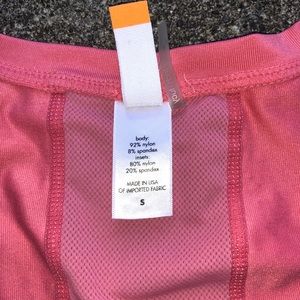 body:
92% nylon
8% spandex
insets:
80% nylon
20% spandex
MADE IN USA
OF IMPORTED FABRIC
S